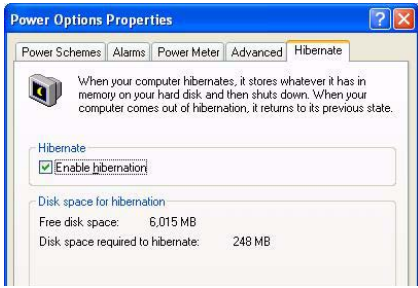 Power Options Properties
Power Schemes Alarms Power Meter Advanced Hibernate
When your computer hibernates, it stores whatever it has in
memory on your hard disk and then shuts down. When your
computer comes out of hibernation, it returns to its previous state.
Hibernate
Enable hibernation
Disk space for hibernation
Free disk space: 6,015 MB
Disk space required to hibernate: 248 MB